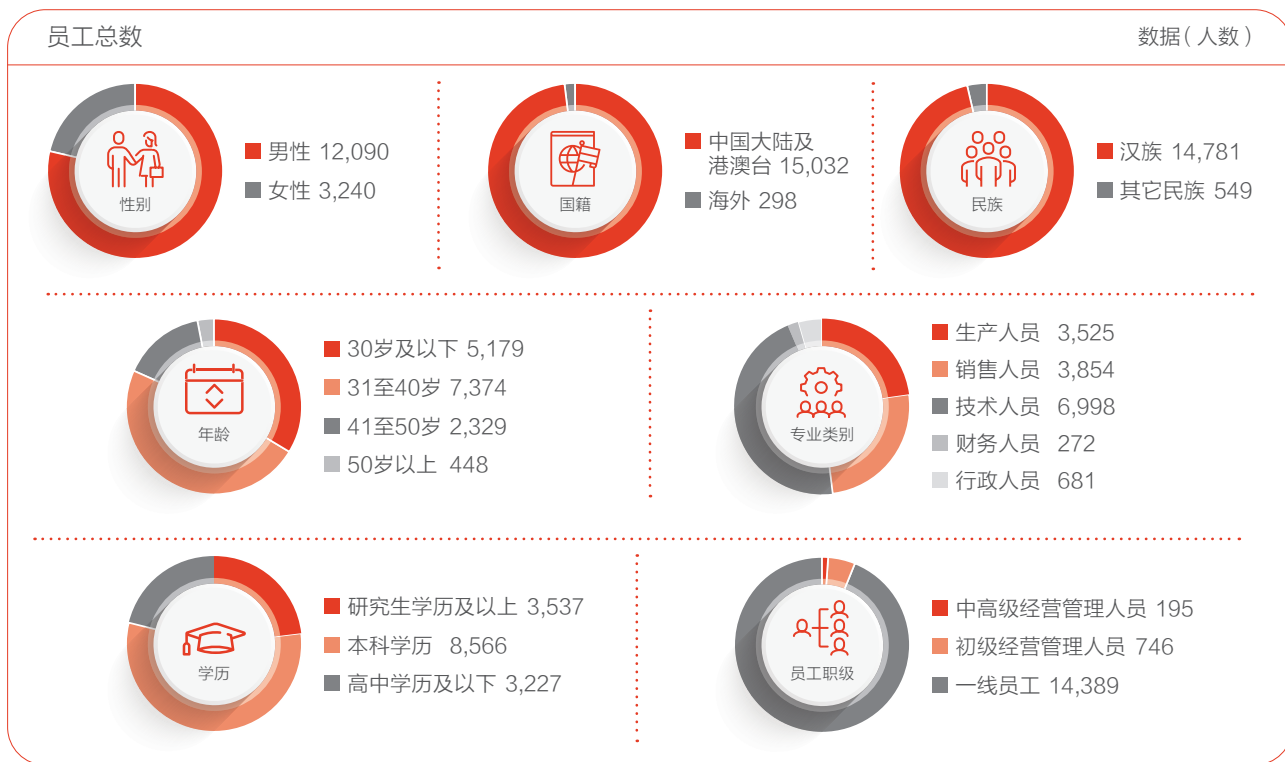 员工总数
数据（人数）
性别
男性 12,090
女性 3,240
国籍
中国大陆及
港澳台 15,032
海外 298
民族
汉族 14,781
其它民族 549
年龄
30岁及以下 5,179
31至40岁 7,374
41至50岁 2,329
50岁以上 448
专业类别
生产人员 3,525
销售人员 3,854
技术人员 6,998
财务人员 272
行政人员 681
学历
研究生学历及以上 3,537
本科学历 8,566
高中学历及以下 3,227
员工职级
中高级经营管理人员 195
初级经营管理人员 746
一线员工 14,389